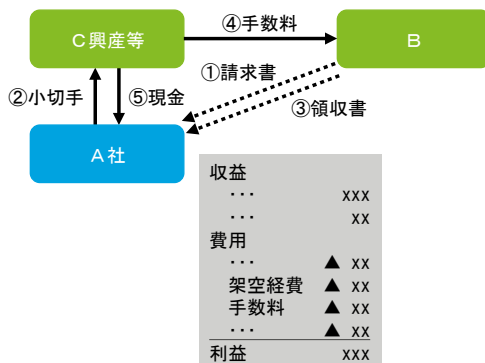 C興産等
④手数料
B
①請求書
②小切手
⑤現金
③領収書
A社
収益
･･･ xxx
･･･ xx
費用
･･･ ▲ xx
架空経費 ▲ xx
手数料 ▲ xx
･･･ ▲ xx
利益 xxx